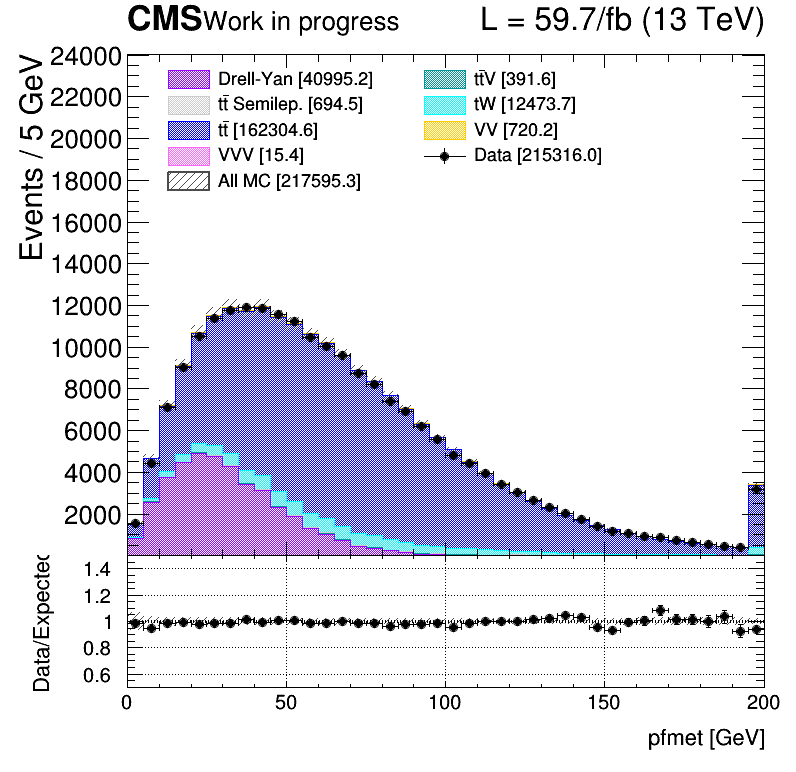 CMS Work in progress L = 59.7/fb (13 TeV)
Events / 5 GeV
24000
22000
20000
18000
16000
14000
12000
10000
8000
6000
4000
2000
Drell-Yan [40995.2]
tt̄ Semilep. [694.5]
tt̄ [162304.6]
VVV [15.4]
All MC [217595.3]
tt̄V [391.6]
tW [12473.7]
VV [720.2]
Data [215316.0]
Data/Expected
1.4
1.2
1
0.8
0.6
0 50 100 150 200
pfmet [GeV]